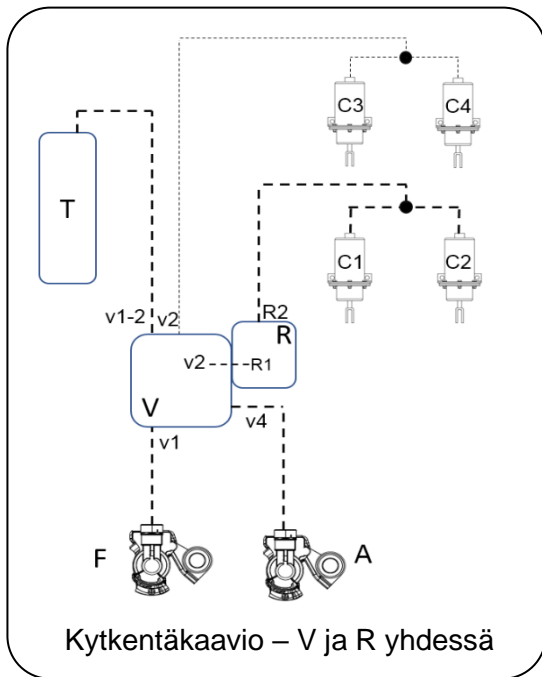 C3 C4
T
C1 C2
v1-2 v2 R2
R
v2 R1
V
v4
v1
F A
Kytkentäkaavio – V ja R yhdessä